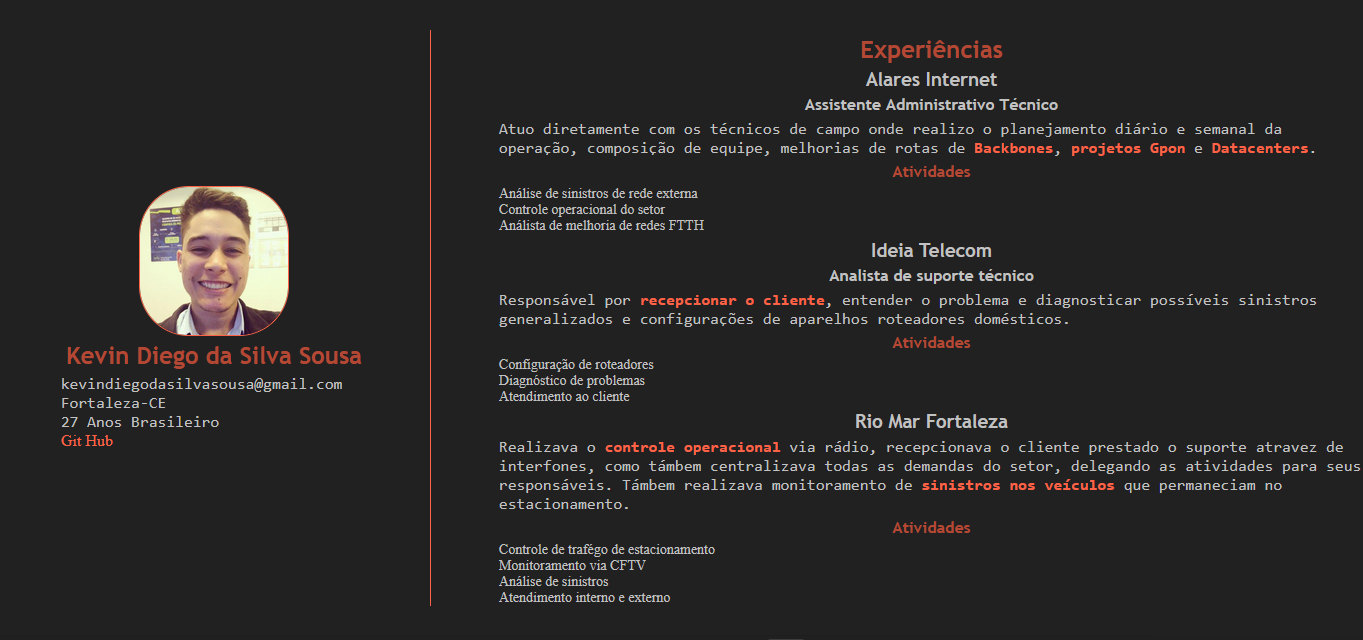 Kevin Diego da Silva Sousa
kevindiegodasilvasousa@gmail.com
Fortaleza-CE
27 Anos Brasileiro
Git Hub
Experiências
Alares Internet
Assistente Administrativo Técnico
Atuo diretamente com os técnicos de campo onde realizo o planejamento diário e semanal da
operação, composição de equipe, melhorias de rotas de Backbones, projetos Gpon e Datacenters.
Atividades
Análise de sinistros de rede externa
Controle operacional do setor
Análista de melhoria de redes FTTH
Ideia Telecom
Analista de suporte técnico
Responsável por recepcionar o cliente, entender o problema e diagnosticar possíveis sinistros
generalizados e configurações de aparelhos roteadores domésticos.
Atividades
Configuração de roteadores
Diagnóstico de problemas
Atendimento ao cliente
Rio Mar Fortaleza
Realizava o controle operacional via rádio, recepcionava o cliente prestado o suporte atravez de
interfones, como támbem centralizava todas as demandas do setor, delegando as atividades para seus
responsáveis. Támbem realizava monitoramento de sinistros nos veículos que permaneciam no
estacionamento.
Atividades
Controle de trafégo de estacionamento
Monitoramento via CFTV
Análise de sinistros
Atendimento interno e externo